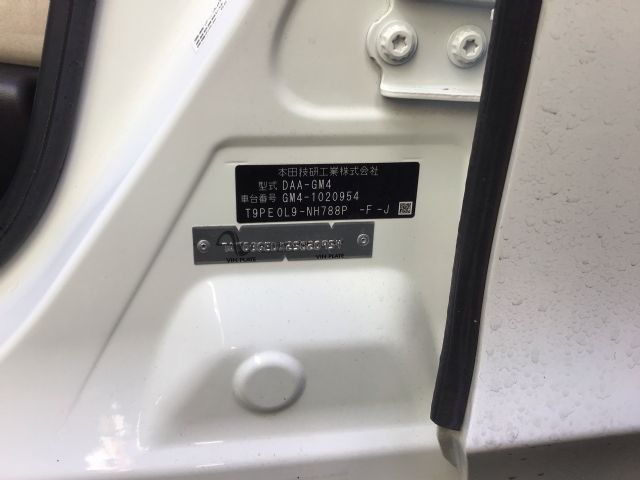 本田技研工業株式会社
型式 DAA-GM4
車台番号 GM4-1020954
T9PE0L9-NH788P -F-J
VIN PLATE VIN PLATE